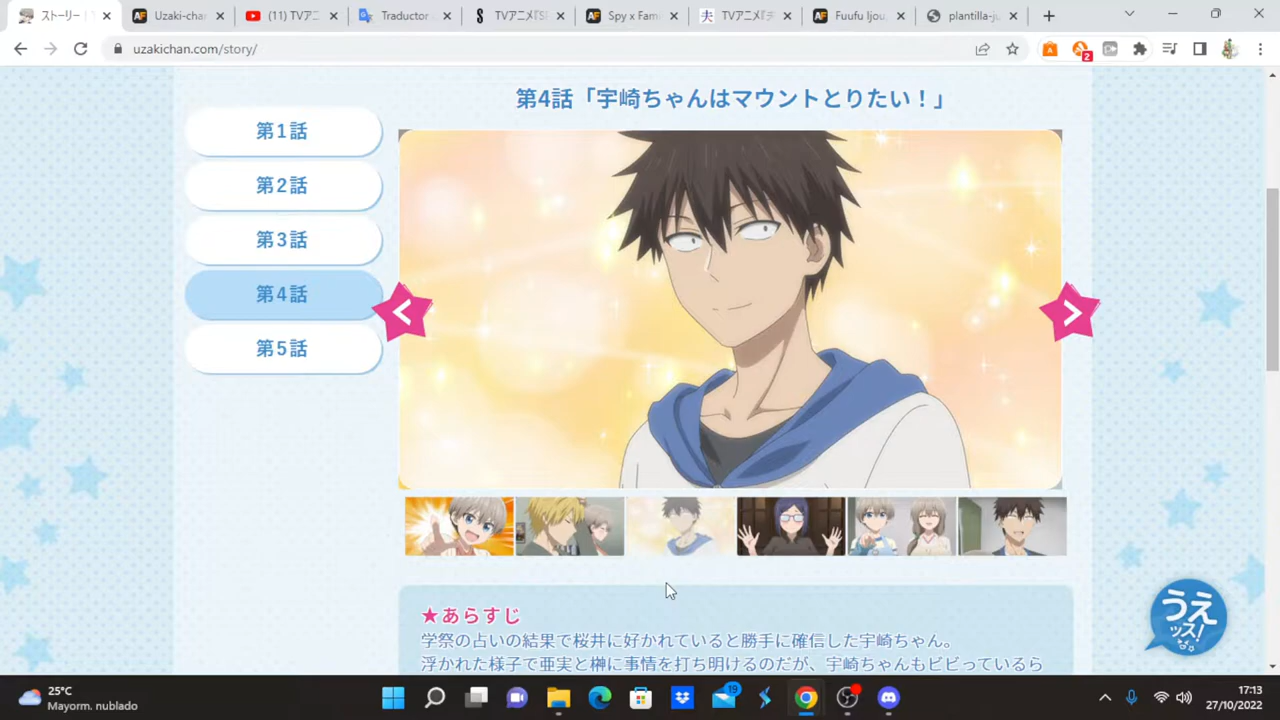 ストーリー | T
Uzaki-chan
(11) TVアニ
Traductor
TVアニメ『SP
Spy x Fami
TVアニメ『デ
Fuufu Ijou,
plantilla-ju
uzakichan.com/story/
2
第4話「宇崎ちゃんはマウントとりたい！」
第1話
第2話
第3話
第4話
第5話
★あらすじ
学祭の占いの結果で桜井に好かれていると勝手に確信した宇崎ちゃん。
浮かれた様子で亜実と榊に事情を打ち明けるのだが、宇崎ちゃんもビビっているら
うえ
ッス!
25°C
Mayorm. nublado
19
17:13
27/10/2022